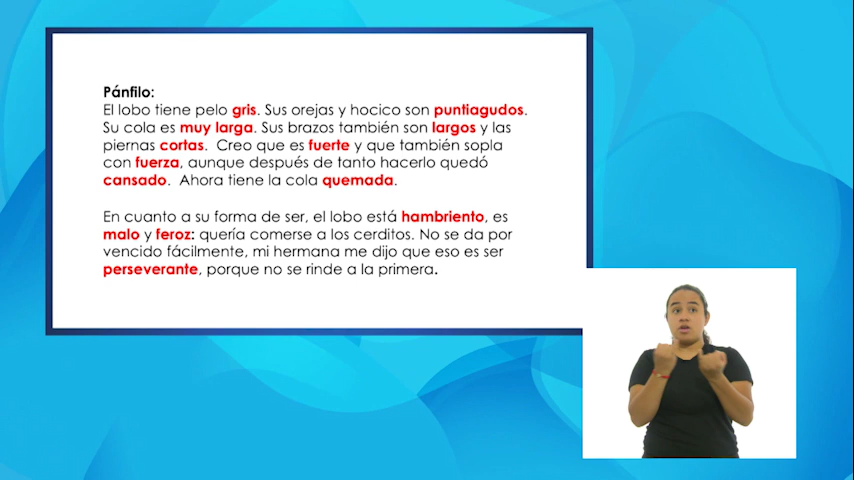 Pánfilo:
El lobo tiene pelo gris. Sus orejas y hocico son puntiagudos.
Su cola es muy larga. Sus brazos también son largos y las
piernas cortas. Creo que es fuerte y que también sopla
con fuerza, aunque después de tanto hacerlo quedó
cansado. Ahora tiene la cola quemada.
En cuanto a su forma de ser, el lobo está hambriento, es
malo y feroz: quería comerse a los cerditos. No se da por
vencido fácilmente, mi hermana me dijo que eso es ser
perseverante, porque no se rinde a la primera.